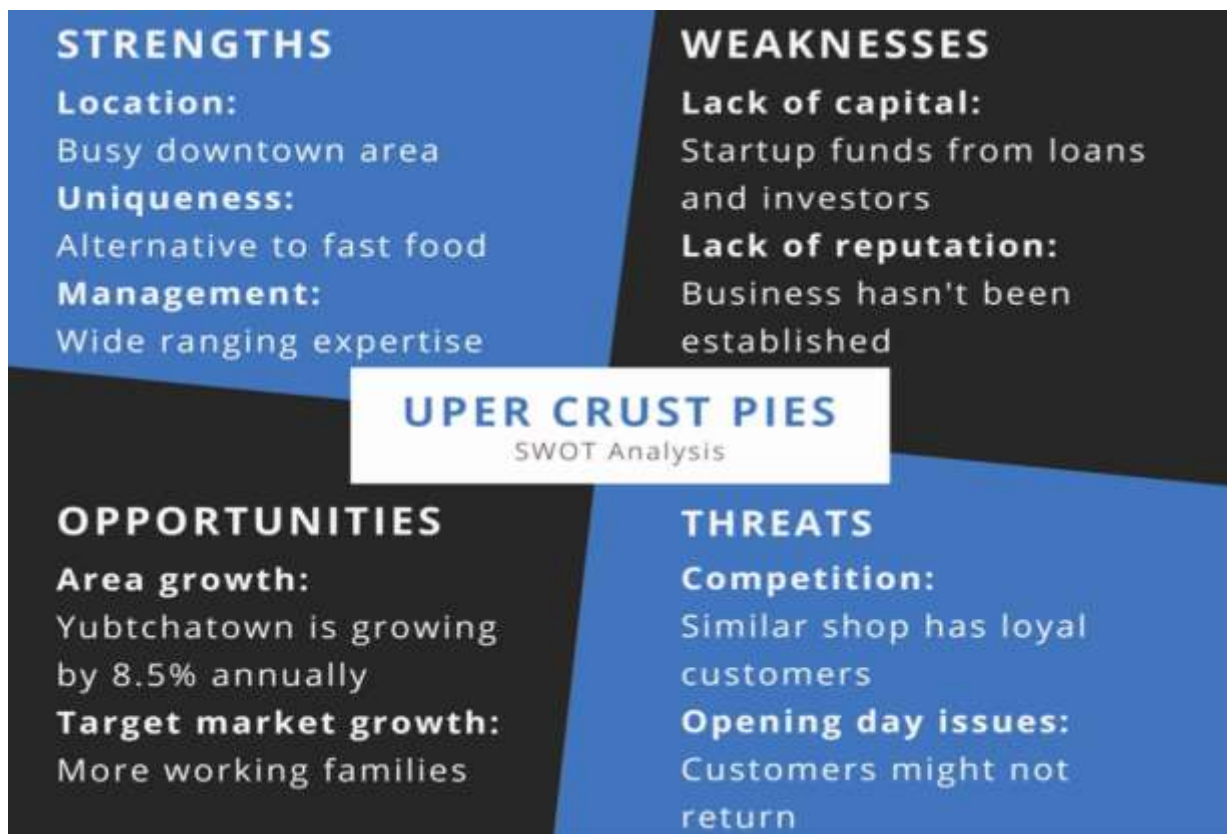 STRENGTHS
Location:
Busy downtown area
Uniqueness:
Alternative to fast food
Management:
Wide ranging expertise
WEAKNESSES
Lack of capital:
Startup funds from loans
and investors
Lack of reputation:
Business hasn't been
established
UPER CRUST PIES
SWOT Analysis
OPPORTUNITIES
Area growth:
Yubtchatown is growing
by 8.5% annually
Target market growth:
More working families
THREATS
Competition:
Similar shop has loyal
customers
Opening day issues:
Customers might not
return